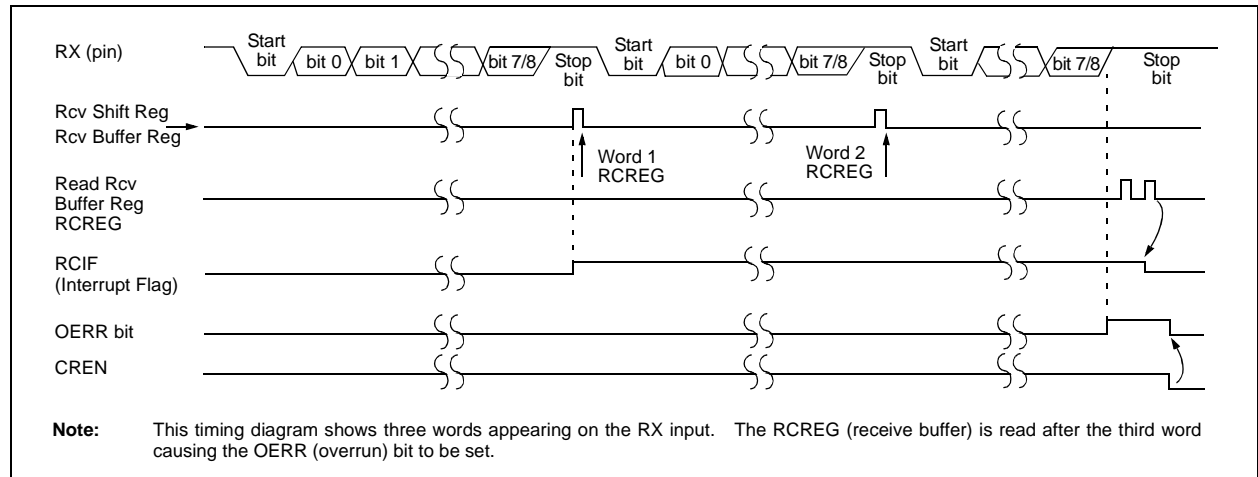 RX (pin)
Start bit
bit 0
bit 1
bit 7/8
Stop bit
Start bit
bit 0
bit 7/8
Stop bit
Start bit
bit 7/8
Stop bit
Rcv Shift Reg
Rcv Buffer Reg
Word 1
RCREG
Word 2
RCREG
Read Rcv
Buffer Reg
RCREG
RCIF
(Interrupt Flag)
OERR bit
CREN
Note: This timing diagram shows three words appearing on the RX input. The RCREG (receive buffer) is read after the third word
causing the OERR (overrun) bit to be set.